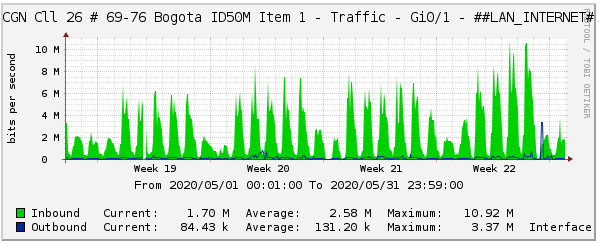 CGN Cll 26 # 69-76 Bogota ID50M Item 1 - Traffic - Gi0/1 - ##LAN_INTERNET#
RRDTOOL / TOBI OETIKER
bits per second
10 M
8 M
6 M
4 M
2 M
0
Week 19 Week 20 Week 21 Week 22
From 2020/05/01 00:01:00 To 2020/05/31 23:59:00
Inbound Current: 1.70 M Average: 2.58 M Maximum: 10.92 M
Outbound Current: 84.43 k Average: 131.20 k Maximum: 3.37 M Interface